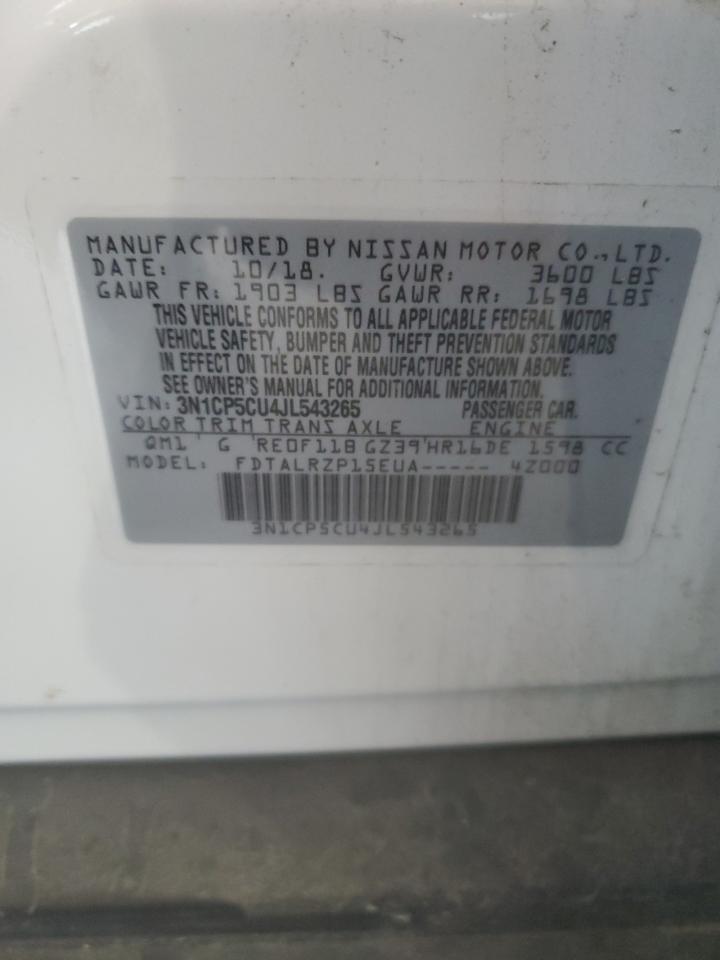 MANUFACTURED BY NISSAN MOTOR CO., LTD.
DATE: 10/18. GVWR: 3600 LBS
GAWR FR: 1903 LBS GAWR RR: 1698 LBS
THIS VEHICLE CONFORMS TO ALL APPLICABLE FEDERAL MOTOR
VEHICLE SAFETY, BUMPER AND THEFT PREVENTION STANDARDS
IN EFFECT ON THE DATE OF MANUFACTURE SHOWN ABOVE.
SEE OWNER'S MANUAL FOR ADDITIONAL INFORMATION.
VIN: 3N1CP5CU4JL543265 PASSENGER CAR.
COLOR TRIM TRANS AXLE ENGINE
QM1 G RE0F11B GZ39 HR16DE 1598 CC
MODEL: FDTALRZP15EUA----- 4Z000
3N1CP5CU4JL543265